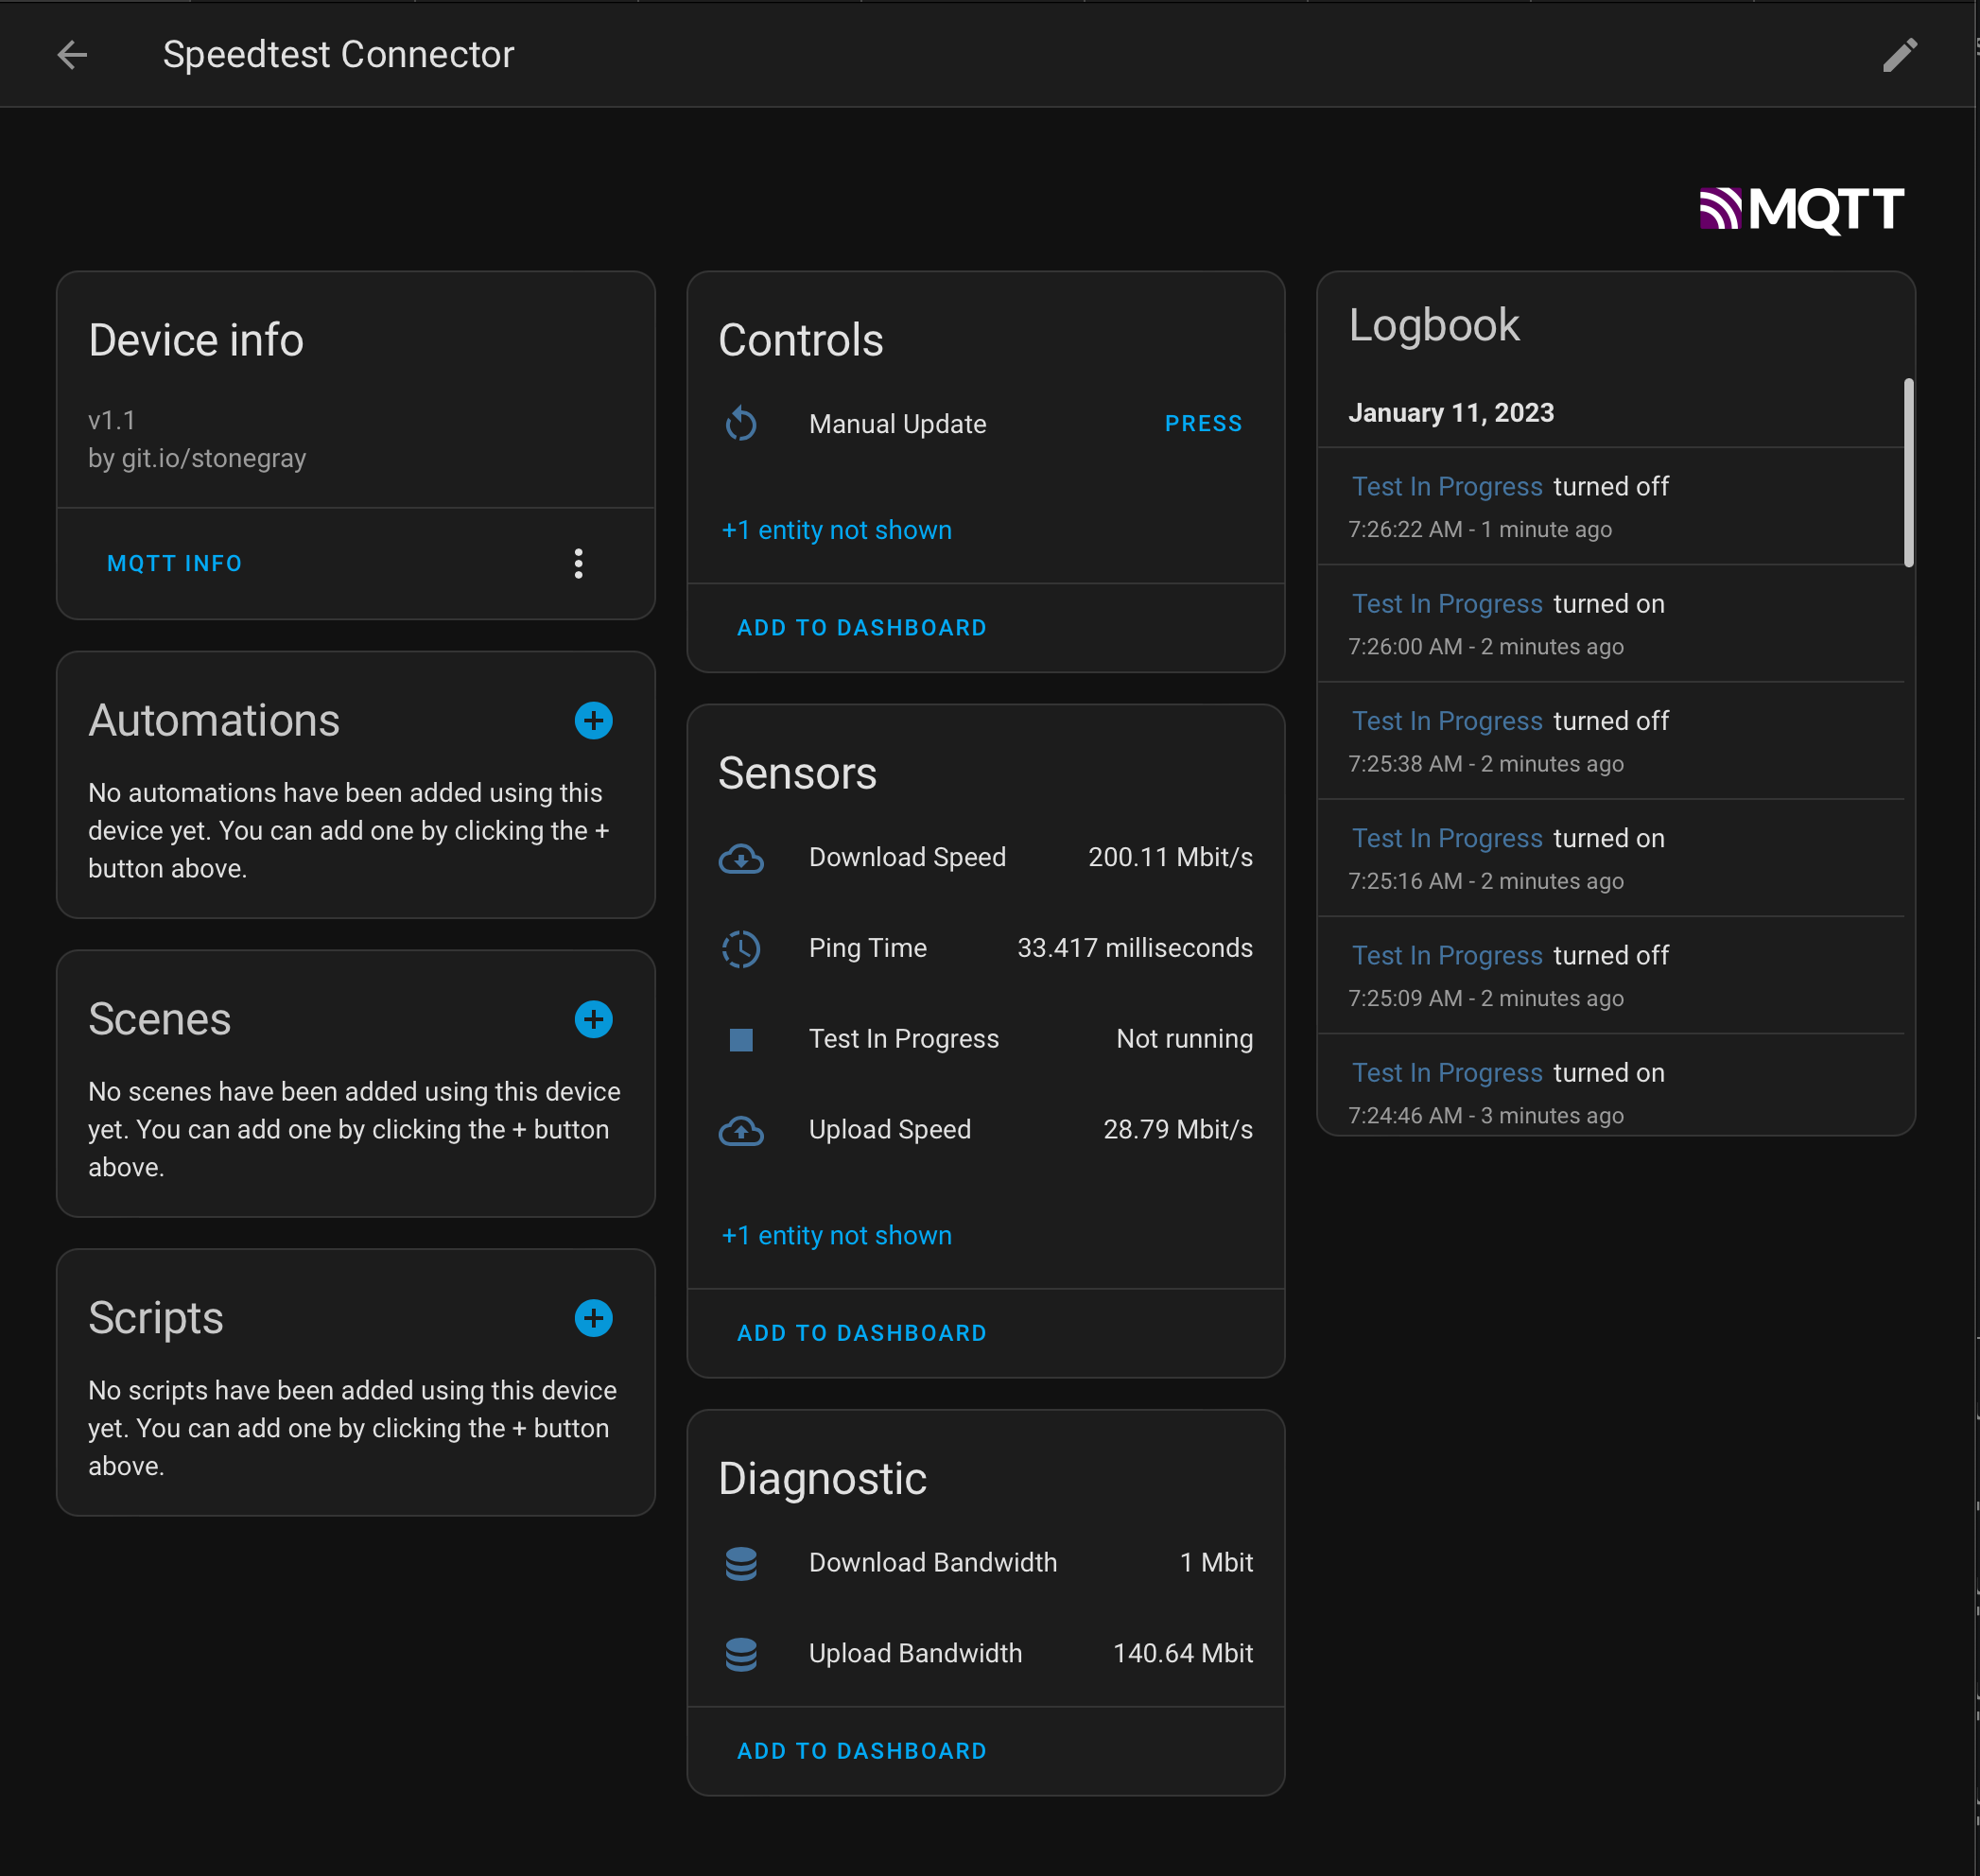 Speedtest Connector
MQTT
Device info
v1.1
by git.io/stonegray
MQTT INFO
Automations
No automations have been added using this
device yet. You can add one by clicking the +
button above.
Scenes
No scenes have been added using this device
yet. You can add one by clicking the + button
above.
Scripts
No scripts have been added using this device
yet. You can add one by clicking the + button
above.
Controls
Manual Update PRESS
+1 entity not shown
ADD TO DASHBOARD
Sensors
Download Speed 200.11 Mbit/s
Ping Time 33.417 milliseconds
Test In Progress Not running
Upload Speed 28.79 Mbit/s
+1 entity not shown
ADD TO DASHBOARD
Diagnostic
Download Bandwidth 1 Mbit
Upload Bandwidth 140.64 Mbit
ADD TO DASHBOARD
Logbook
January 11, 2023
Test In Progress turned off
7:26:22 AM - 1 minute ago
Test In Progress turned on
7:26:00 AM - 2 minutes ago
Test In Progress turned off
7:25:38 AM - 2 minutes ago
Test In Progress turned on
7:25:16 AM - 2 minutes ago
Test In Progress turned off
7:25:09 AM - 2 minutes ago
Test In Progress turned on
7:24:46 AM - 3 minutes ago